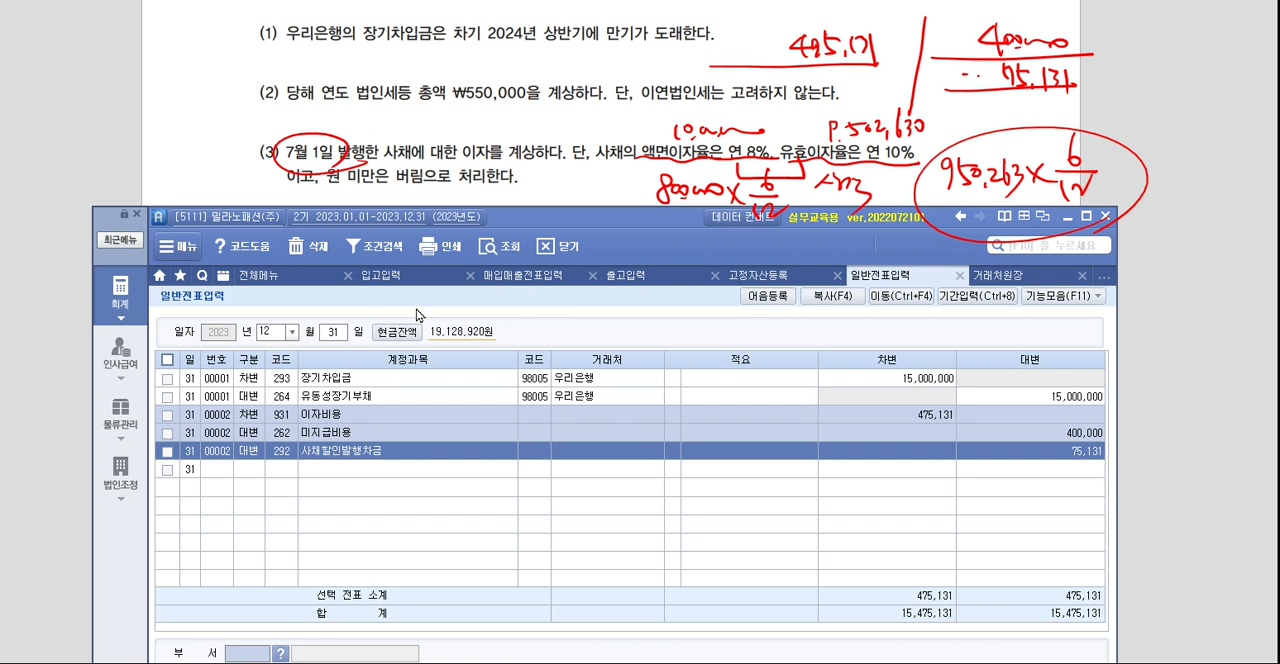 (1) 우리은행의 장기차입금은 차기 2024년 상반기에 만기가 도래한다.
475,131
400,000
75,131
(2) 당해 연도 법인세등 총액 ₩550,000을 계상하다. 단, 이연법인세는 고려하지 않는다.
(3) 7월 1일 발행한 사채에 대한 이자를 계상하다. 단, 사채의 액면이자율은 연 8%, 유효이자율은 연 10%
이고, 원 미만은 버림으로 처리한다.
950,263 × 6/12
[5111] 밀라노패션(주) 2기 2023.01.01~2023.12.31 (2023년도) 데이터 컨버트 실무교육용
최근메뉴
메뉴 ? 코드도움 삭제 조건검색 인쇄 조회 닫기 [F10] 을 누르세요
전체메뉴 입고입력 매입매출전표입력 출고입력 고정자산등록 일반전표입력 거래처원장 ...
회계
일반전표입력 어음등록 복사(F4) 이동(Ctrl+F4) 기간입력(Ctrl+8) 기능모음(F11)
일자 2023 년 12 월 31 일 현금잔액 19,128,920원
일 번호 구분 코드 계정과목 코드 거래처 적요 차변 대변
인사급여
31 00001 차변 293 장기차입금 98005 우리은행 15,000,000
31 00001 대변 264 유동성장기부채 98005 우리은행 15,000,000
31 00002 차변 931 이자비용 475,131
물류관리
31 00002 대변 262 미지급비용 400,000
31 00002 대변 292 사채할인발행차금 75,131
31
법인조정
선택 전표 소계 475,131 475,131
합 계 15,475,131 15,475,131
부 서 ?